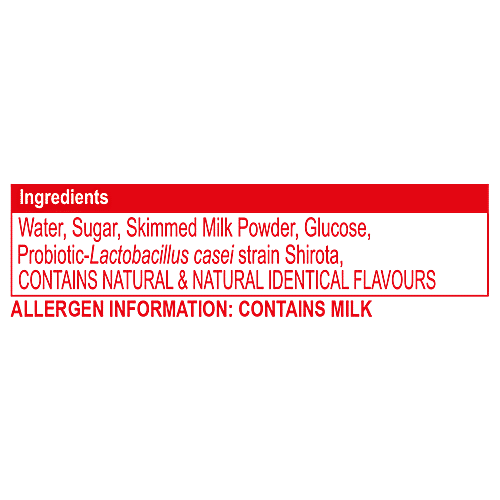 Ingredients
Water, Sugar, Skimmed Milk Powder, Glucose,
Probiotic-Lactobacillus casei strain Shirota,
CONTAINS NATURAL & NATURAL IDENTICAL FLAVOURS
ALLERGEN INFORMATION: CONTAINS MILK